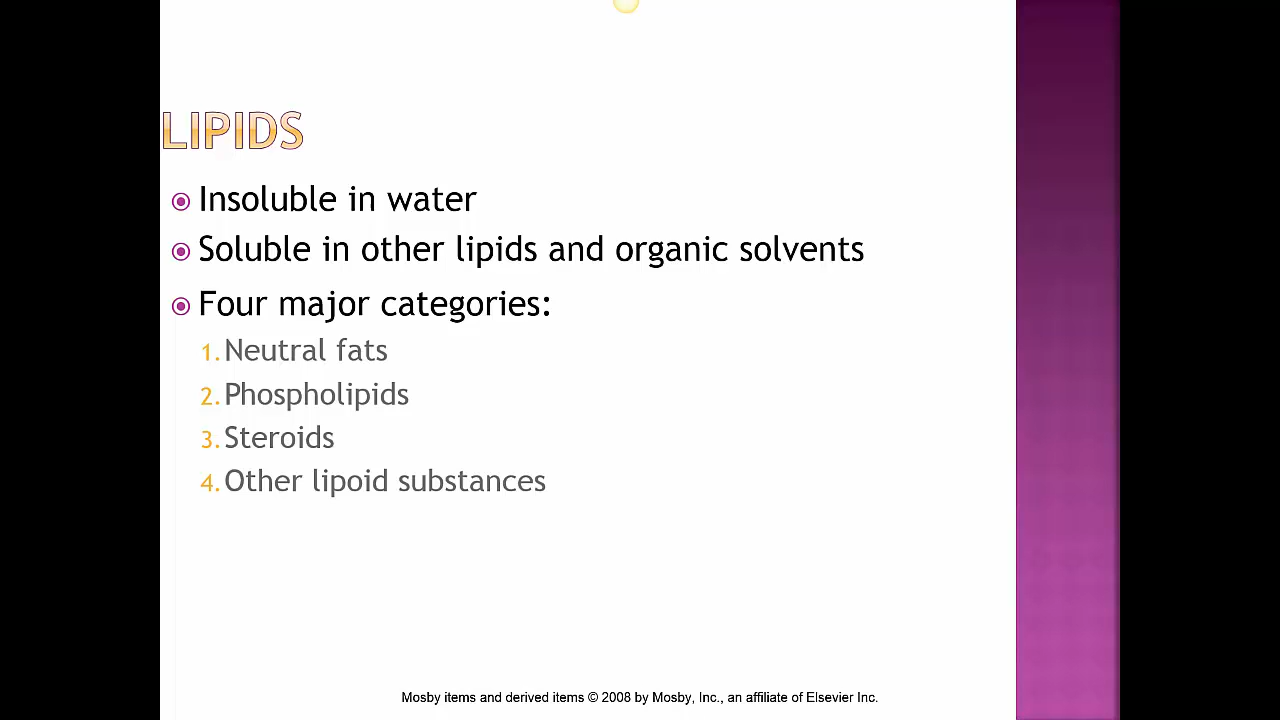 LIPIDS
Insoluble in water
Soluble in other lipids and organic solvents
Four major categories:
1. Neutral fats
2. Phospholipids
3. Steroids
4. Other lipoid substances
Mosby items and derived items © 2008 by Mosby, Inc., an affiliate of Elsevier Inc.